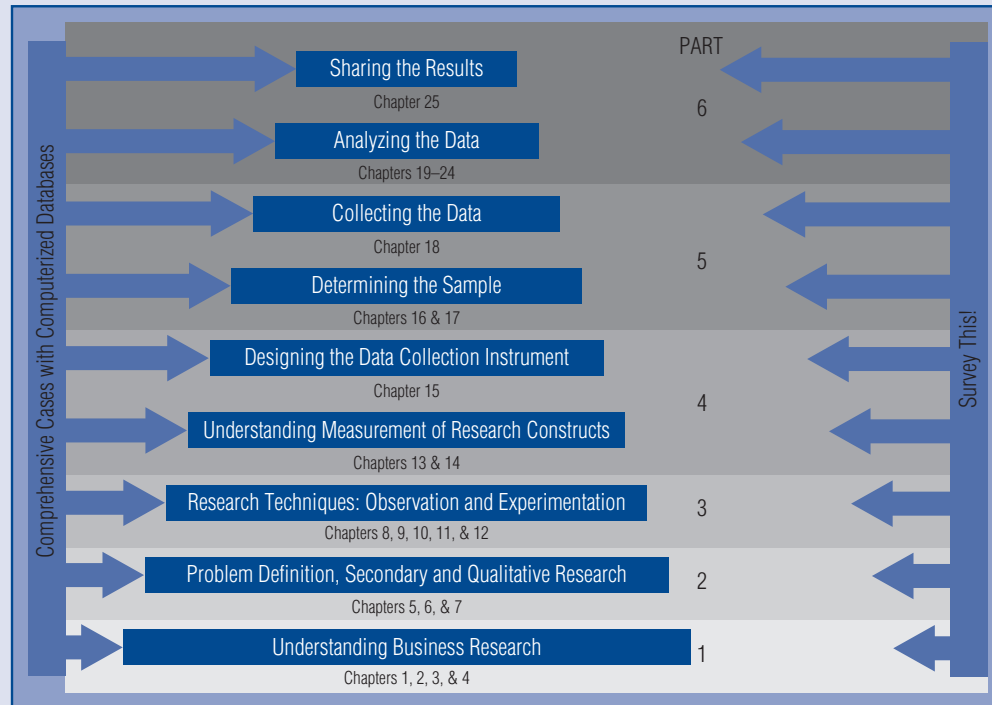 PART
Sharing the Results
Chapter 25
6
Analyzing the Data
Chapters 19–24
Collecting the Data
Chapter 18
5
Determining the Sample
Chapters 16 & 17
Designing the Data Collection Instrument
Chapter 15
4
Understanding Measurement of Research Constructs
Chapters 13 & 14
Research Techniques: Observation and Experimentation
3
Chapters 8, 9, 10, 11, & 12
Problem Definition, Secondary and Qualitative Research
2
Chapters 5, 6, & 7
Understanding Business Research
1
Chapters 1, 2, 3, & 4
Comprehensive Cases with Computerized Databases
Survey This!